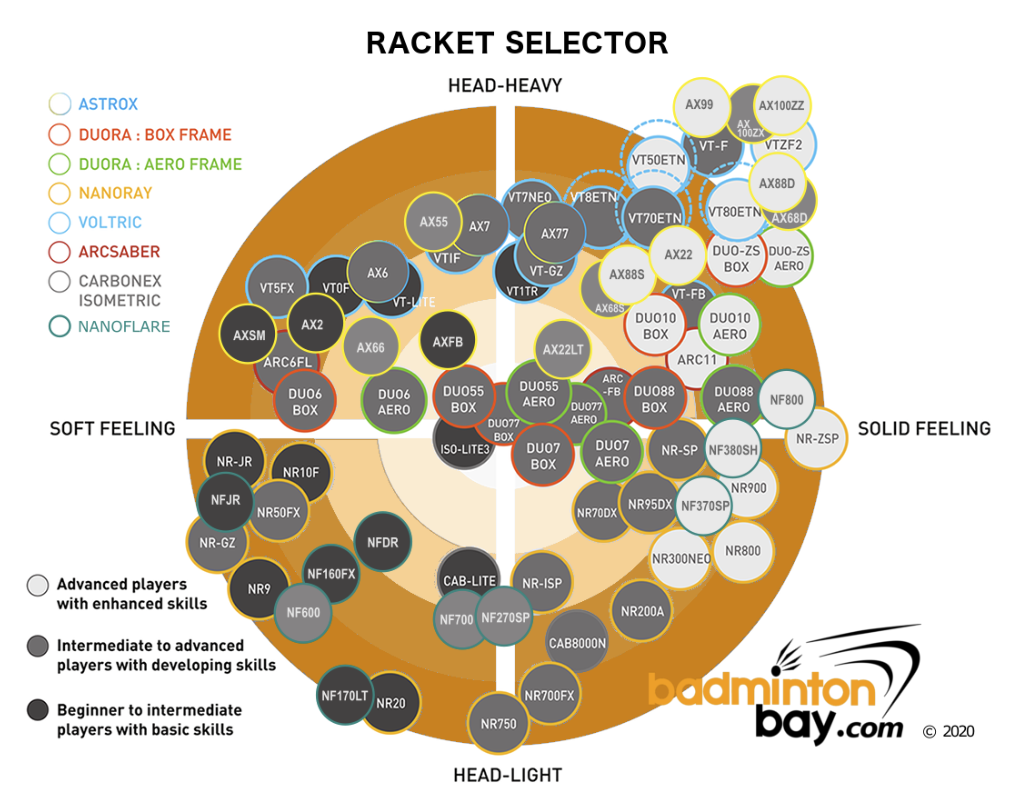 RACKET SELECTOR
HEAD-HEAVY
ASTROX
DUORA : BOX FRAME
DUORA : AERO FRAME
NANORAY
VOLTRIC
ARCSABER
CARBONEX
ISOMETRIC
NANOFLARE
AX99
AX
100ZX
AX100ZZ
VT-F
VTZF2
VT50ETN
AX88D
AX68D
VT7NEO
VT8ETN
VT70ETN
VT80ETN
AX55
AX7
AX77
VTIF
VT-GZ
AX22
DUO-ZS
BOX
DUO-ZS
AERO
VT5FX
VT0F
AX6
VT-LITE
VT1TR
AX88S
AX68S
VT-FB
AXSM
AX2
AX66
AXFB
AX22LT
DUO10
BOX
DUO10
AERO
ARC6FL
ARC11
DUO6
BOX
DUO6
AERO
DUO55
BOX
DUO55
AERO
ARC
-FB
DUO88
BOX
DUO88
AERO
NF800
DUO77
BOX
DUO77
AERO
SOFT FEELING
SOLID FEELING
ISO-LITE3
DUO7
BOX
DUO7
AERO
NR-SP
NF380SH
NR-ZSP
NR-JR
NR10F
NFJR
NR50FX
NR-GZ
NFDR
NR70DX
NR95DX
NF370SP
NR900
NR300NEO
NR800
NF160FX
NR9
NF600
CAB-LITE
NR-ISP
NF700
NF270SP
NR200A
CAB8000N
NF170LT
NR20
NR700FX
NR750
Advanced players
with enhanced skills
Intermediate to advanced
players with developing skills
Beginner to intermediate
players with basic skills
badminton
bay.com
© 2020
HEAD-LIGHT